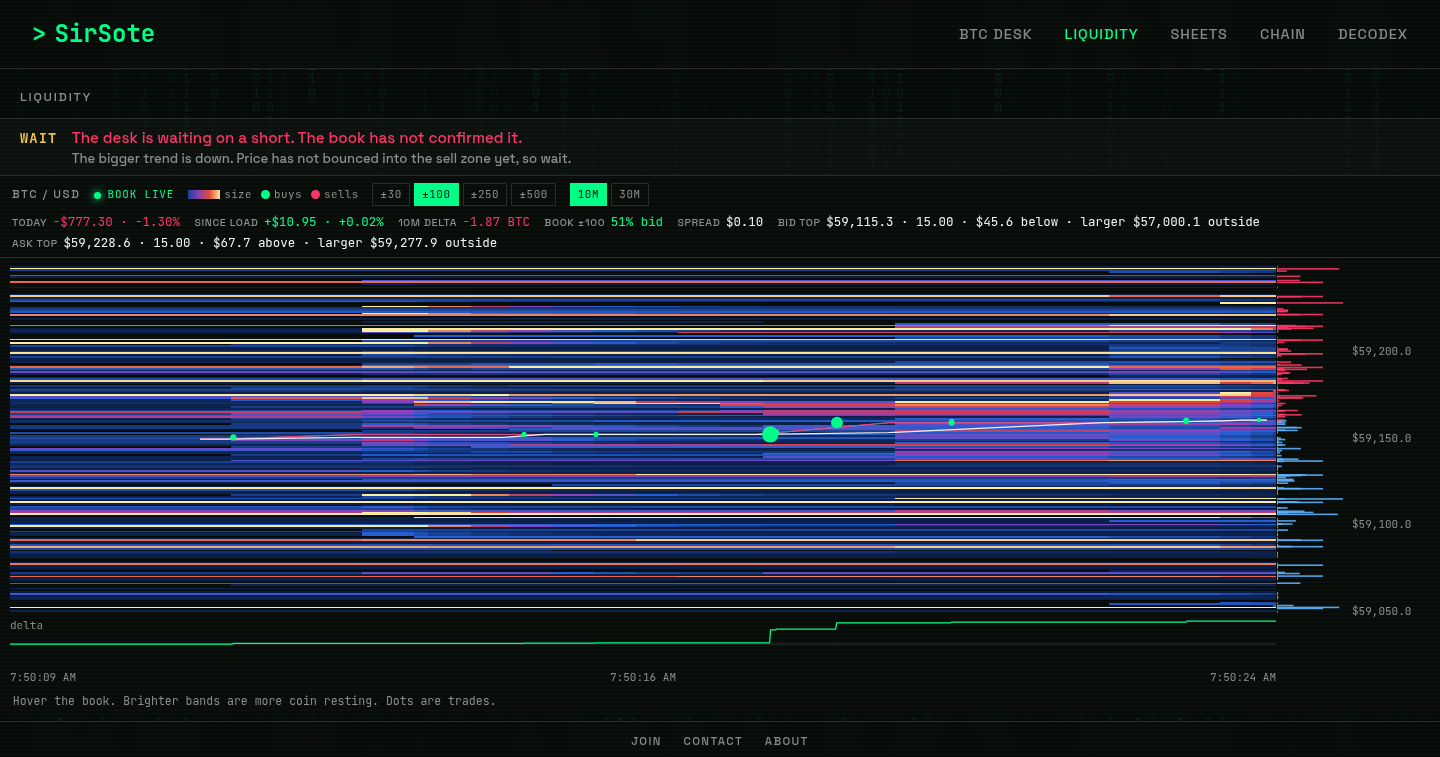 > SirSote
BTC DESK LIQUIDITY SHEETS CHAIN DECODEX
LIQUIDITY
WAIT The desk is waiting on a short. The book has not confirmed it.
The bigger trend is down. Price has not bounced into the sell zone yet, so wait.
BTC / USD BOOK LIVE size buys sells ±30 ±100 ±250 ±500 10M 30M
TODAY -$777.30 · -1.30% SINCE LOAD +$10.95 · +0.02% 10M DELTA -1.87 BTC BOOK ±100 51% bid SPREAD $0.10 BID TOP $59,115.3 · 15.00 · $45.6 below · larger $57,000.1 outside
ASK TOP $59,228.6 · 15.00 · $67.7 above · larger $59,277.9 outside
$59,200.0
$59,150.0
$59,100.0
$59,050.0
delta
7:50:09 AM 7:50:16 AM 7:50:24 AM
Hover the book. Brighter bands are more coin resting. Dots are trades.
JOIN CONTACT ABOUT